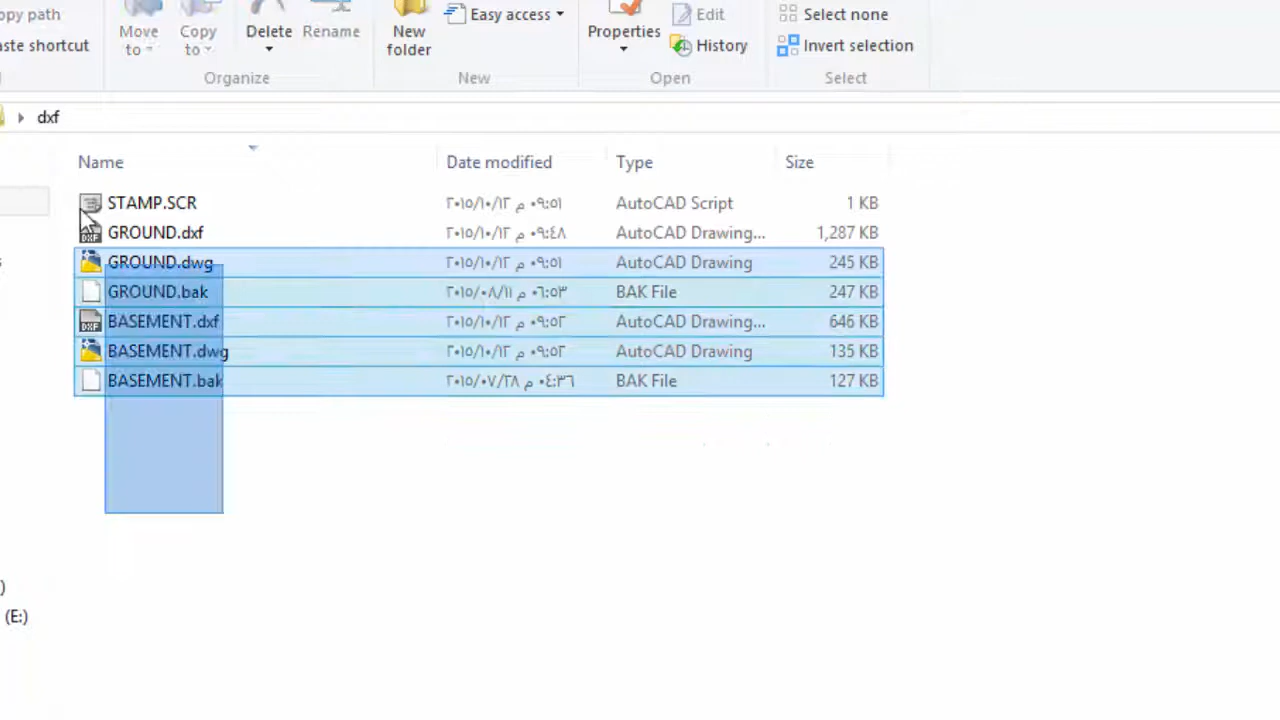 opy path
aste shortcut
Move to
Copy to
Delete
Rename
Organize
New folder
Easy access
New
Properties
Edit
History
Open
Select none
Invert selection
Select
dxf
Name Date modified Type Size
STAMP.SCR ٢٠١٥/١٠/١٢ ٠٩:٥١ م AutoCAD Script 1 KB
GROUND.dxf ٢٠١٥/١٠/١٢ ٠٩:٤٨ م AutoCAD Drawing... 1,287 KB
GROUND.dwg ٢٠١٥/١٠/١٢ ٠٩:٥١ م AutoCAD Drawing 245 KB
GROUND.bak ٢٠١٥/٠٨/١١ ٠٦:٥٣ م BAK File 247 KB
BASEMENT.dxf ٢٠١٥/١٠/١٢ ٠٩:٥٢ م AutoCAD Drawing... 646 KB
BASEMENT.dwg ٢٠١٥/١٠/١٢ ٠٩:٥٢ م AutoCAD Drawing 135 KB
BASEMENT.bak ٢٠١٥/٠٧/٢٨ ٠٤:٣٦ م BAK File 127 KB
)
(E:)